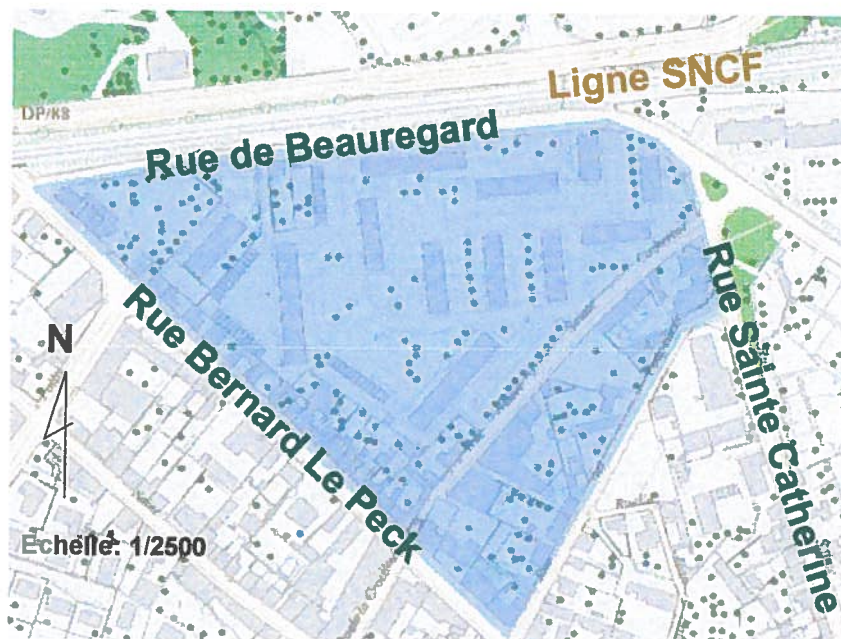 Ligne SNCF
DP/K8
Rue de Beauregard
Rue Sainte Catherine
Rue Bernard Le Peck
N
Echelle: 1/2500